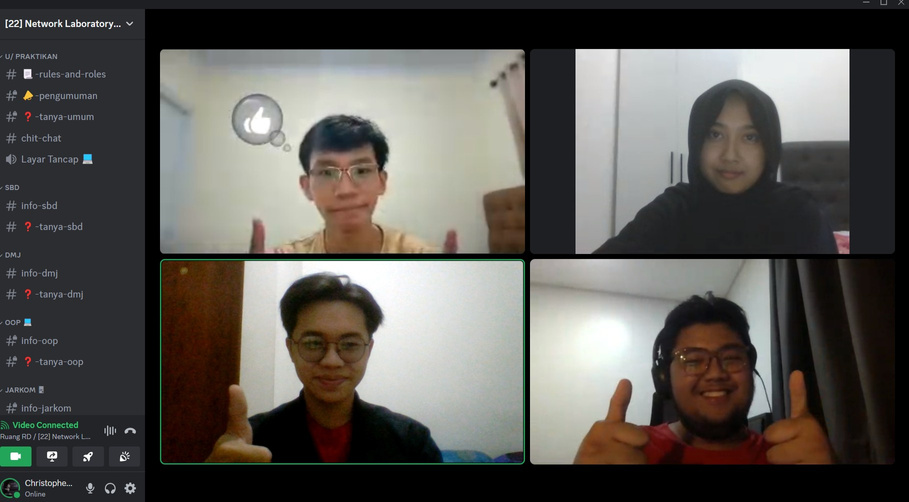 [22] Network Laboratory...
U/ PRAKTIKAN
-rules-and-roles
-pengumuman
-tanya-umum
chit-chat
Layar Tancap
SBD
info-sbd
-tanya-sbd
DMJ
info-dmj
-tanya-dmj
OOP
info-oop
-tanya-oop
JARKOM
info-jarkom
Video Connected
Ruang RD / [22] Network L...
Christophe...
Online